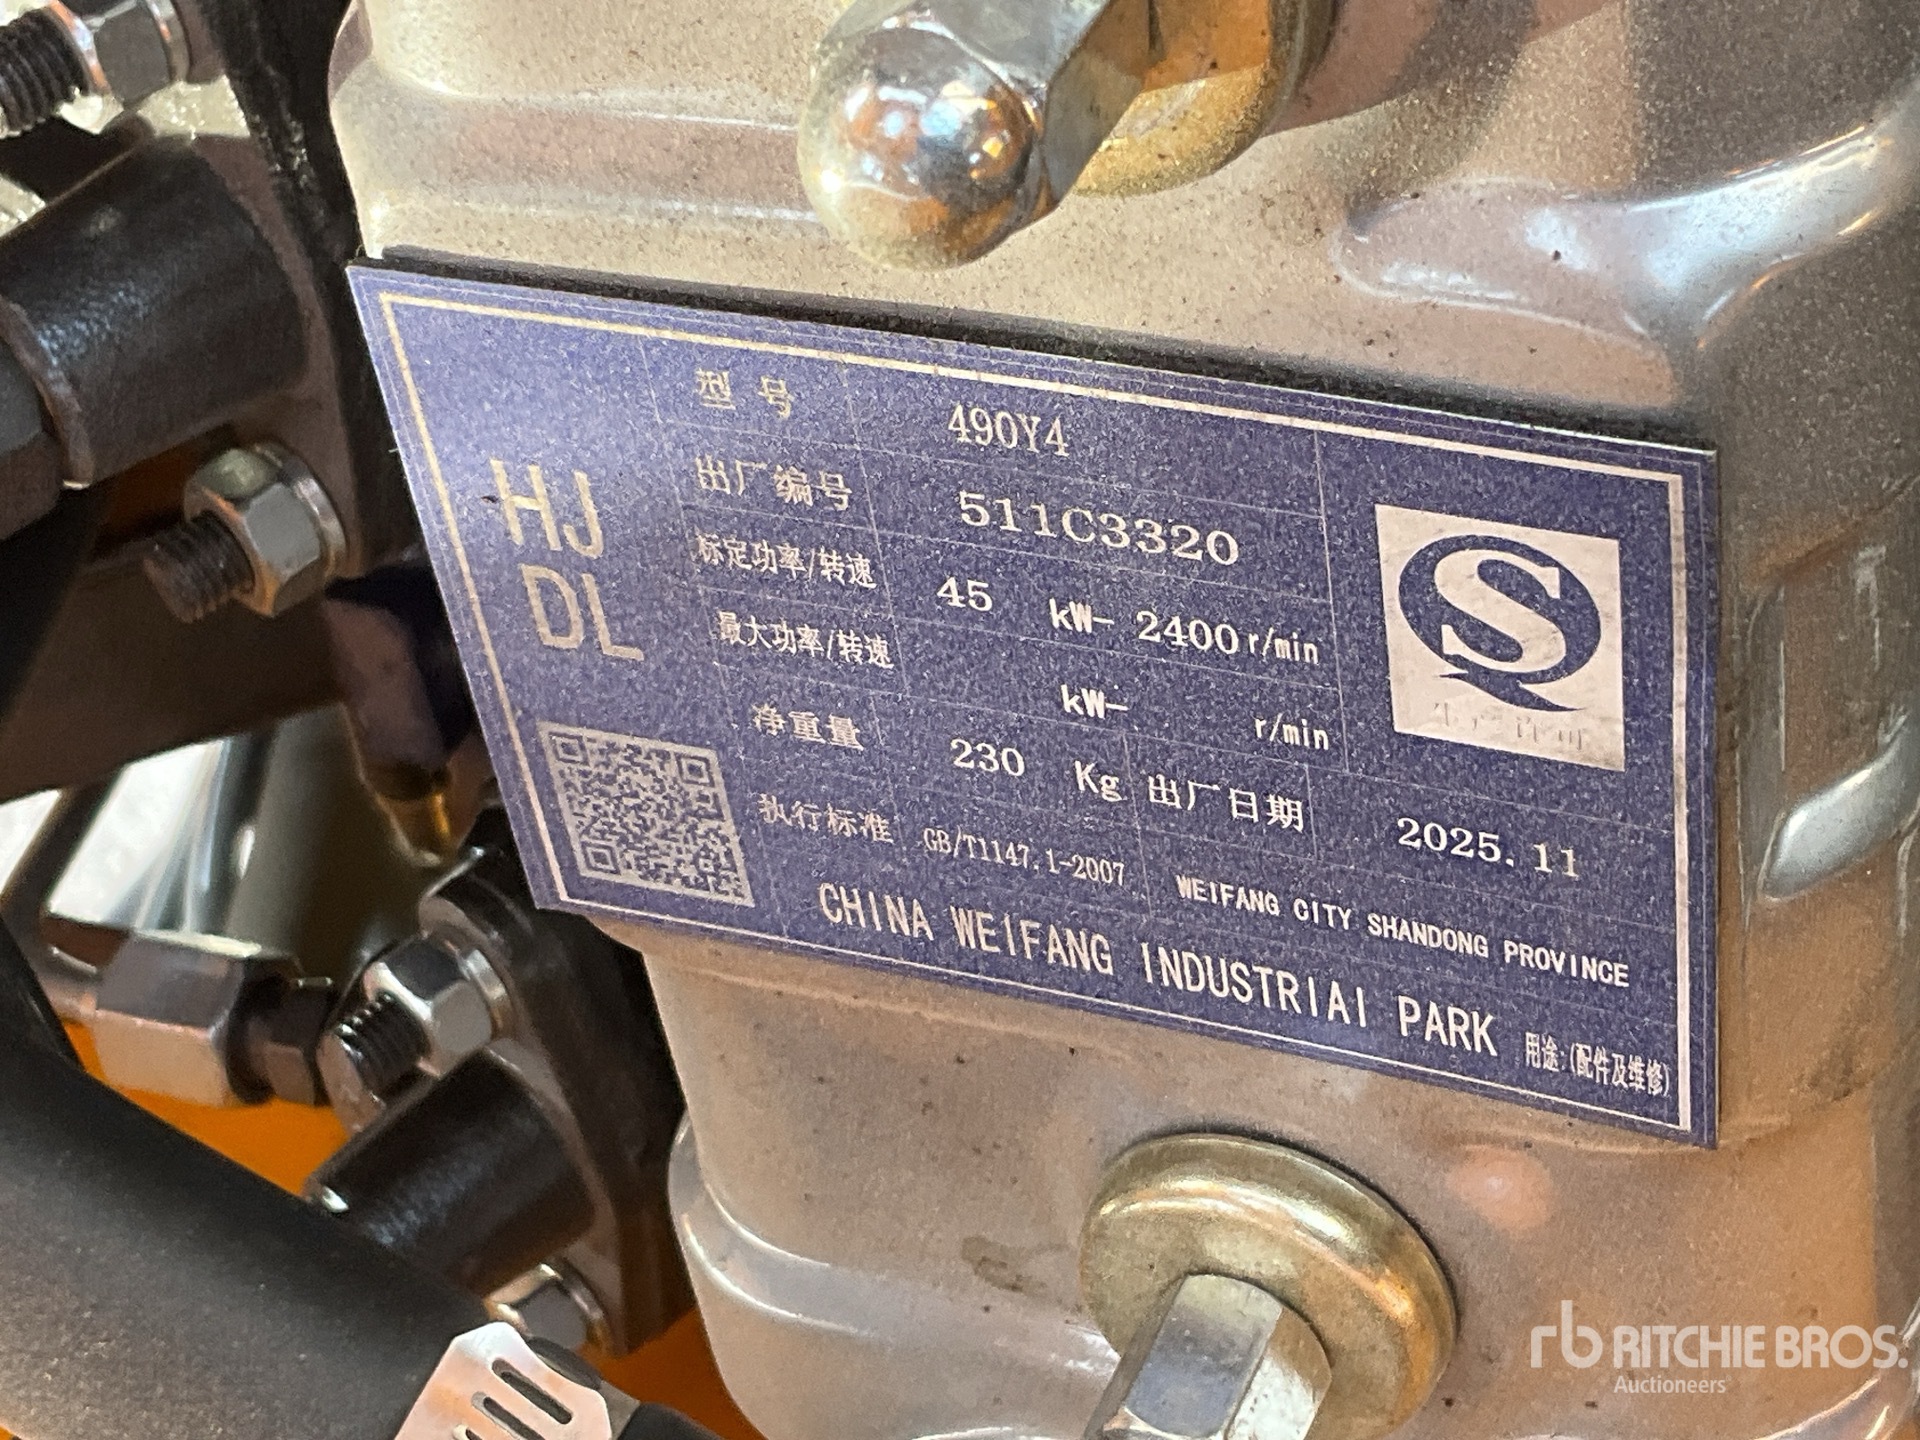 HJ
DL
型号 490Y4
出厂编号 511C3320
标定功率/转速 45 kW- 2400 r/min
最大功率/转速 kW- r/min
净重量 230 Kg 出厂日期 2025.11
执行标准 GB/T1147.1-2007 WEIFANG CITY SHANDONG PROVINCE
CHINA WEIFANG INDUSTRIAI PARK 用途:(配件及维修)
QS
rb RITCHIE BROS.
Auctioneers